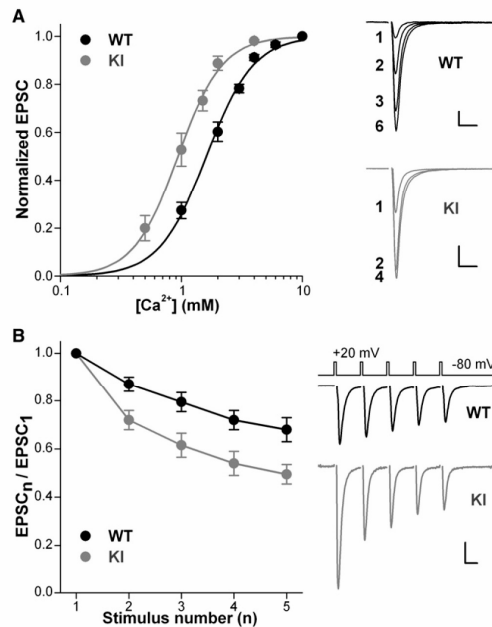 A
WT
KI
Normalized EPSC
1.0
0.8
0.6
0.4
0.2
0.0
0.1
1
10
[Ca2+] (mM)
1
2
WT
3
6
1
KI
2
4
B
EPSCn / EPSC1
1.0
0.8
0.6
0.4
0.2
0.0
WT
KI
1
2
3
4
5
Stimulus number (n)
+20 mV
-80 mV
WT
KI